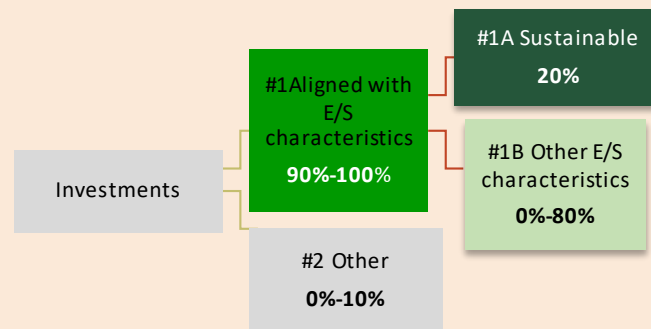 Investments
#1Aligned with
E/S
characteristics
90%-100%
#2 Other
0%-10%
#1A Sustainable
20%
#1B Other E/S
characteristics
0%-80%